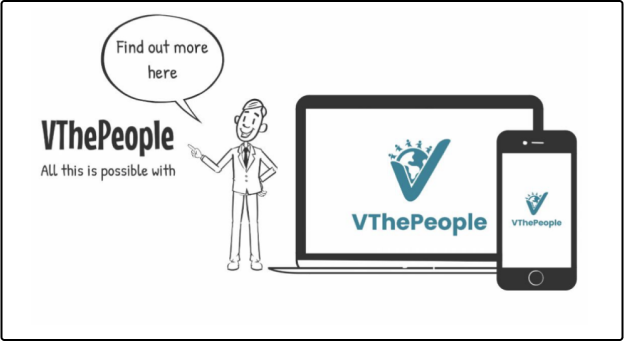 Find out more
here
VThePeople
All this is possible with
VThePeople
VThePeople